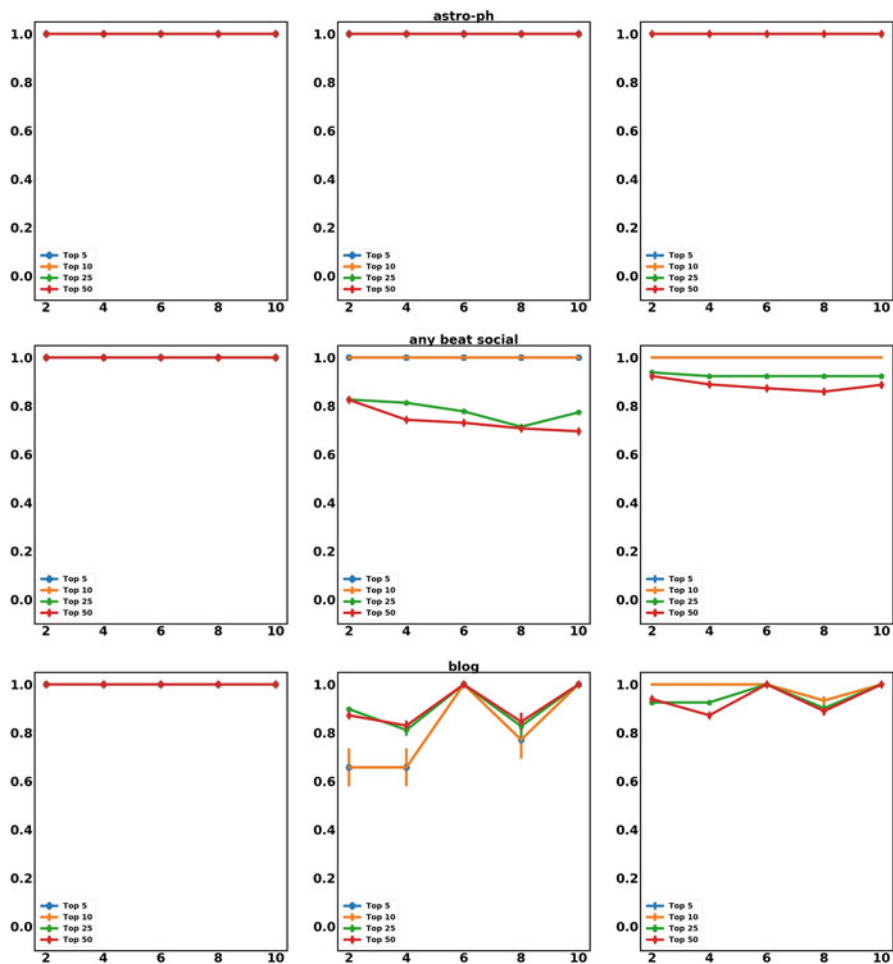 astro-ph
1.0 1.0 1.0
0.8 0.8 0.8
0.6 0.6 0.6
0.4 0.4 0.4
0.2 0.2 0.2
Top 5 Top 5 Top 5
0.0 Top 10 0.0 Top 10 0.0 Top 10
Top 25 Top 25 Top 25
Top 50 Top 50 Top 50
2 4 6 8 10 2 4 6 8 10 2 4 6 8 10
any beat social
1.0 1.0 1.0
0.8 0.8 0.8
0.6 0.6 0.6
0.4 0.4 0.4
0.2 0.2 0.2
Top 5 Top 5 Top 5
0.0 Top 10 0.0 Top 10 0.0 Top 10
Top 25 Top 25 Top 25
Top 50 Top 50 Top 50
2 4 6 8 10 2 4 6 8 10 2 4 6 8 10
blog
1.0 1.0 1.0
0.8 0.8 0.8
0.6 0.6 0.6
0.4 0.4 0.4
0.2 0.2 0.2
Top 5 Top 5 Top 5
0.0 Top 10 0.0 Top 10 0.0 Top 10
Top 25 Top 25 Top 25
Top 50 Top 50 Top 50
2 4 6 8 10 2 4 6 8 10 2 4 6 8 10